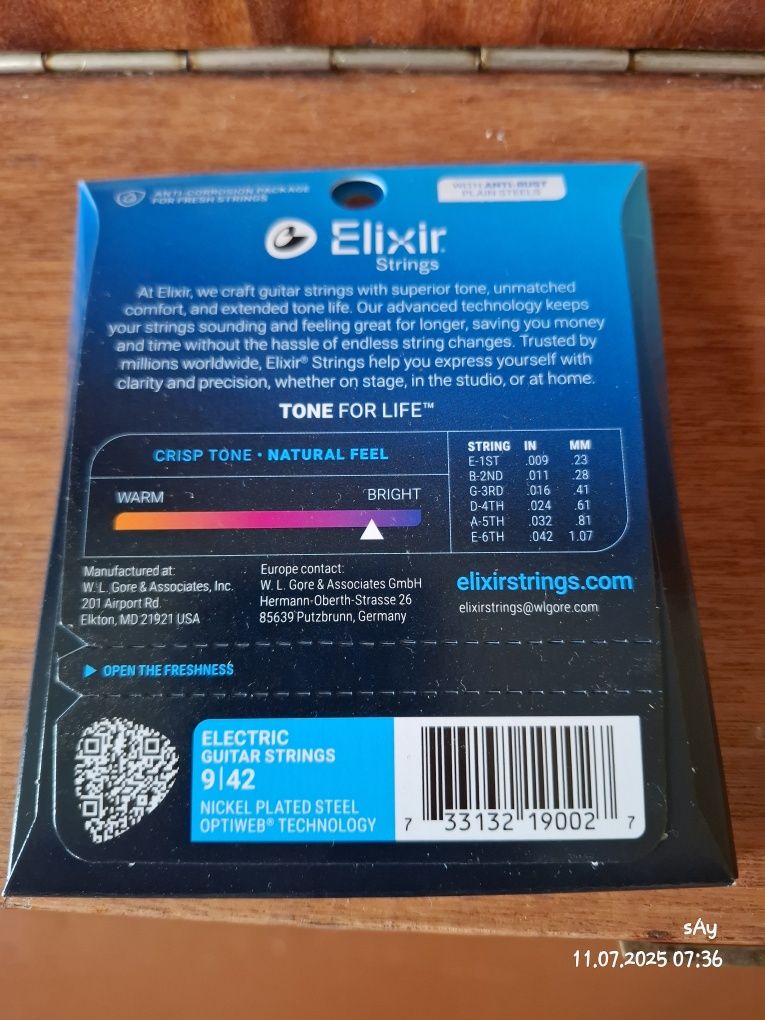 ANTI-CORROSION PACKAGE
FOR FRESH STRINGS
WITH ANTI-RUST
PLAIN STEELS
Elixir
Strings
At Elixir, we craft guitar strings with superior tone, unmatched
comfort, and extended tone life. Our advanced technology keeps
your strings sounding and feeling great for longer, saving you money
and time without the hassle of endless string changes. Trusted by
millions worldwide, Elixir® Strings help you express yourself with
clarity and precision, whether on stage, in the studio, or at home.
TONE FOR LIFE™
CRISP TONE • NATURAL FEEL
WARM BRIGHT
STRING IN MM
E-1ST .009 .23
B-2ND .011 .28
G-3RD .016 .41
D-4TH .024 .61
A-5TH .032 .81
E-6TH .042 1.07
Manufactured at:
W. L. Gore & Associates, Inc.
201 Airport Rd.
Elkton, MD 21921 USA
Europe contact:
W. L. Gore & Associates GmbH
Hermann-Oberth-Strasse 26
85639 Putzbrunn, Germany
elixirstrings.com
elixirstrings@wlgore.com
OPEN THE FRESHNESS
ELECTRIC
GUITAR STRINGS
9|42
NICKEL PLATED STEEL
OPTIWEB® TECHNOLOGY
7 33132 19002 7
sAy
11.07.2025 07:36